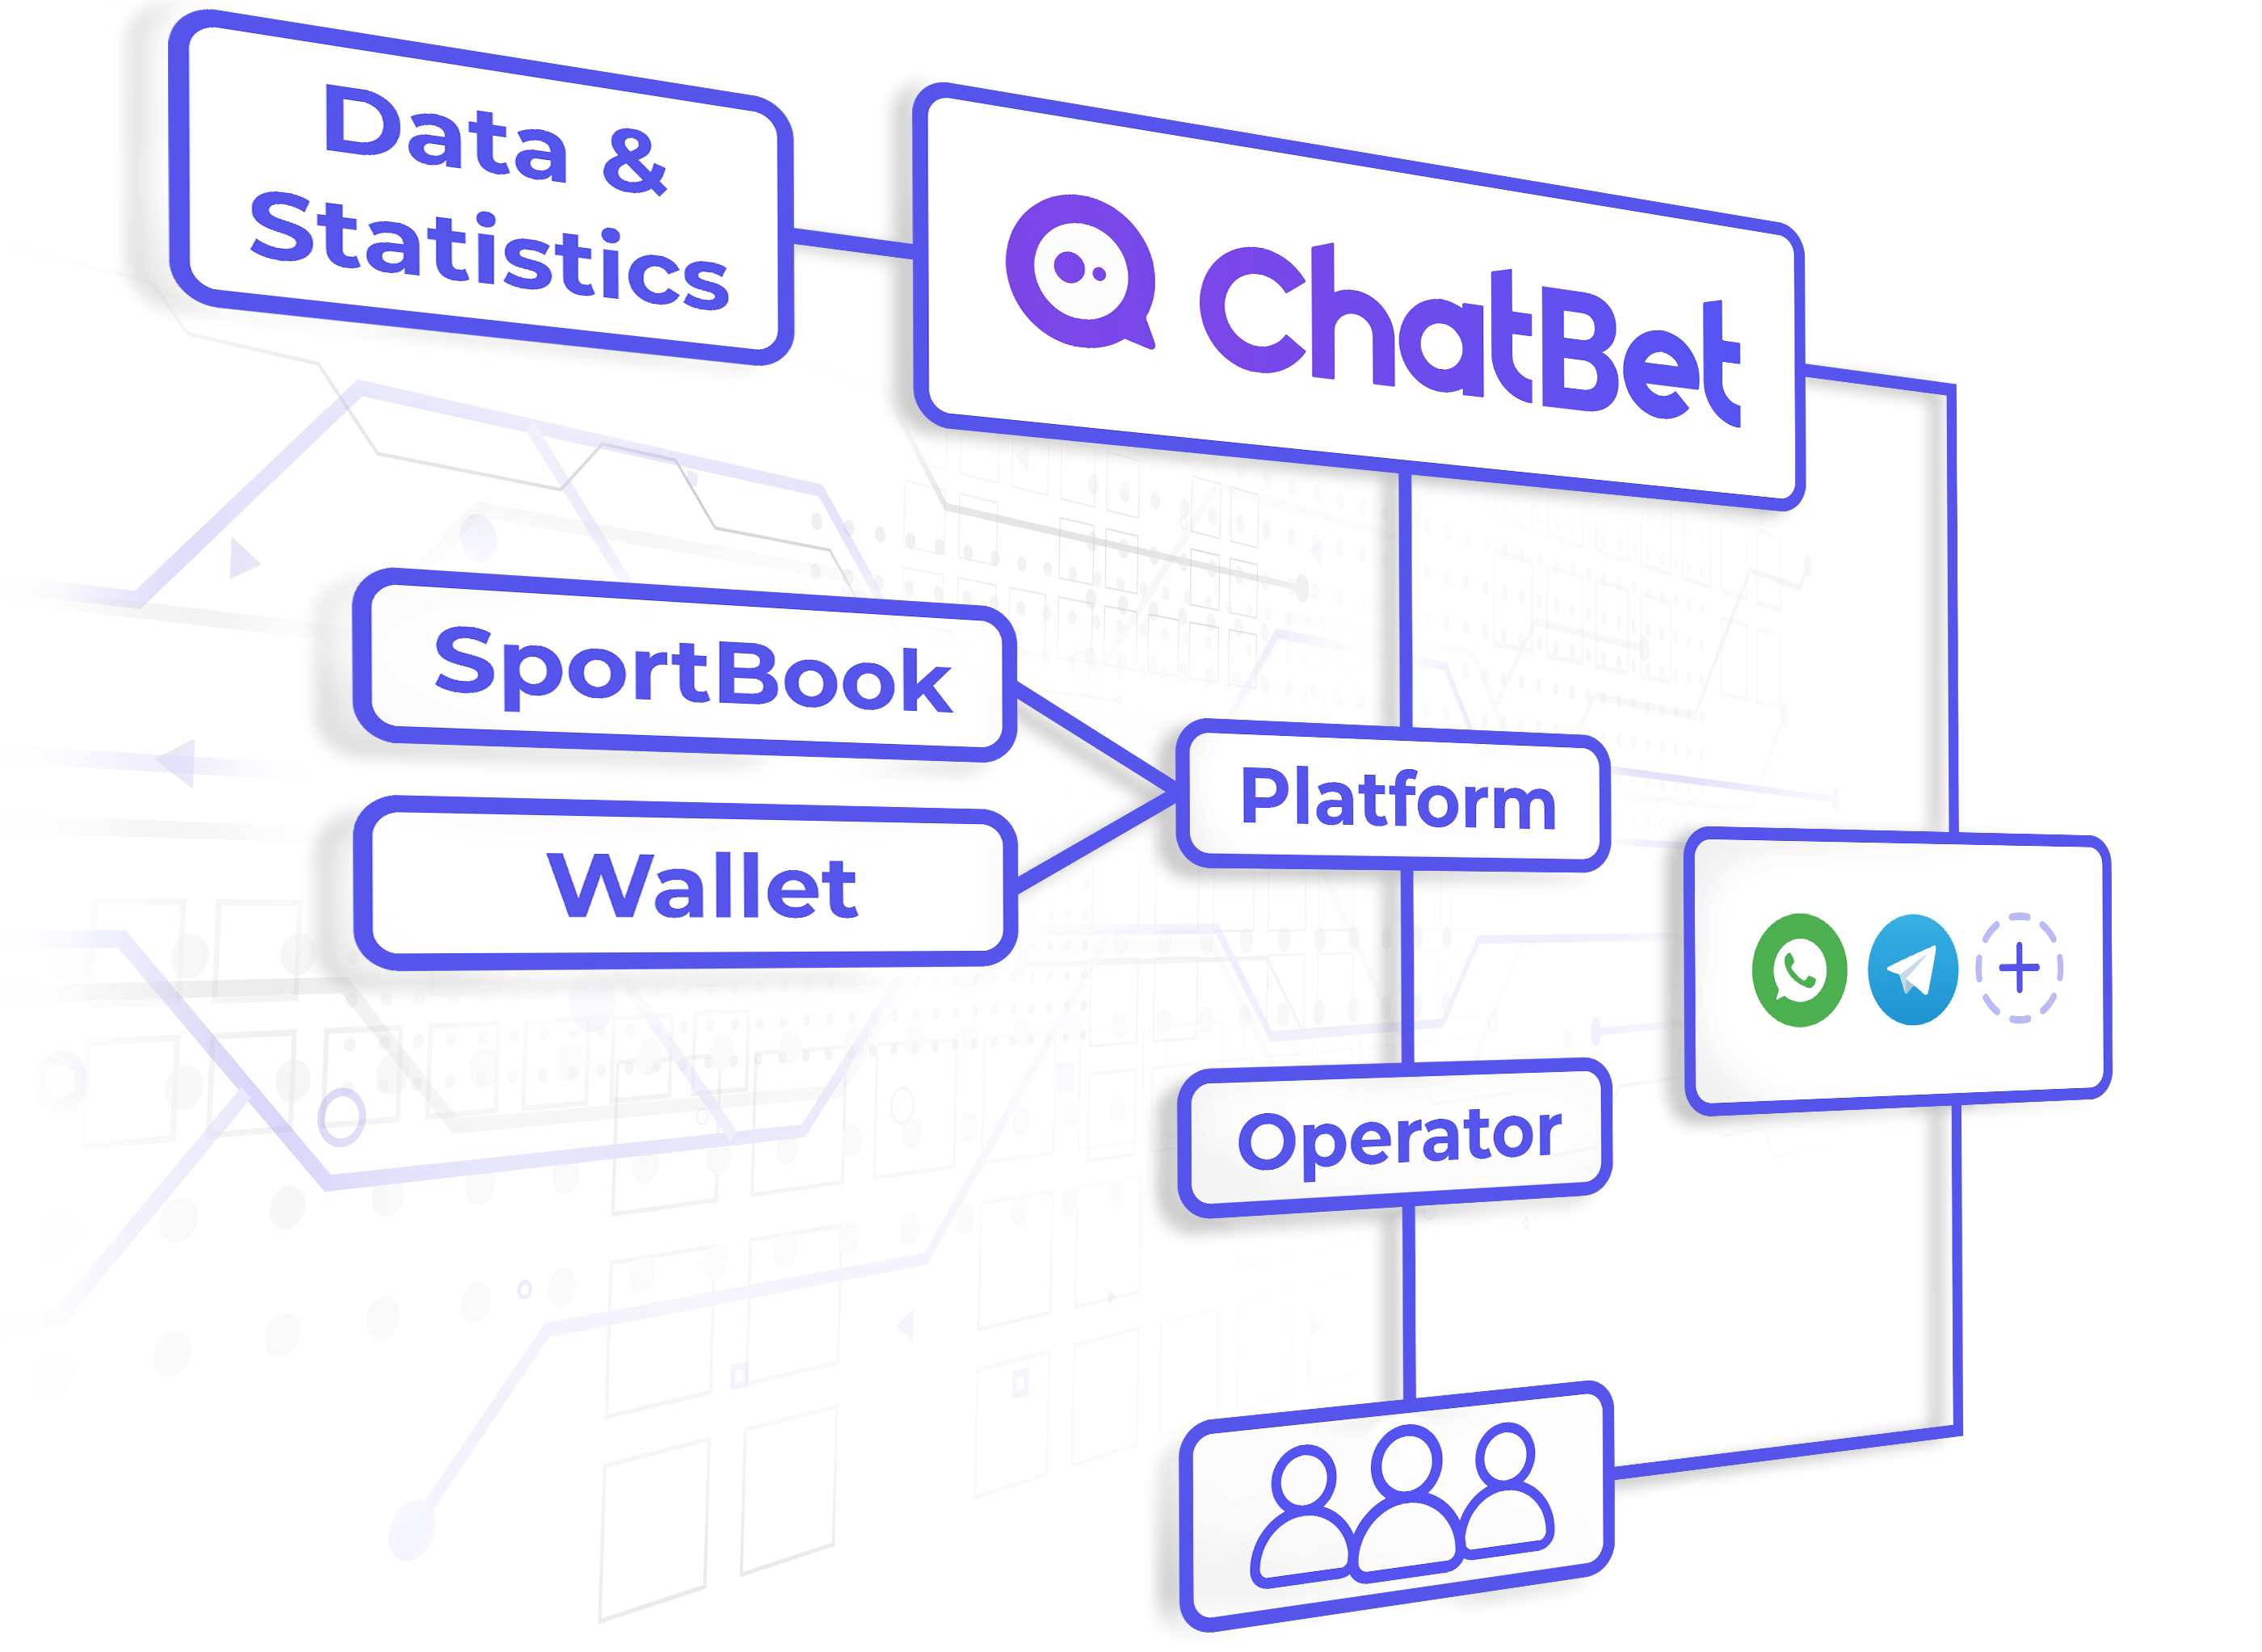 Data &
Statistics
ChatBet
SportBook
Platform
Wallet
Operator